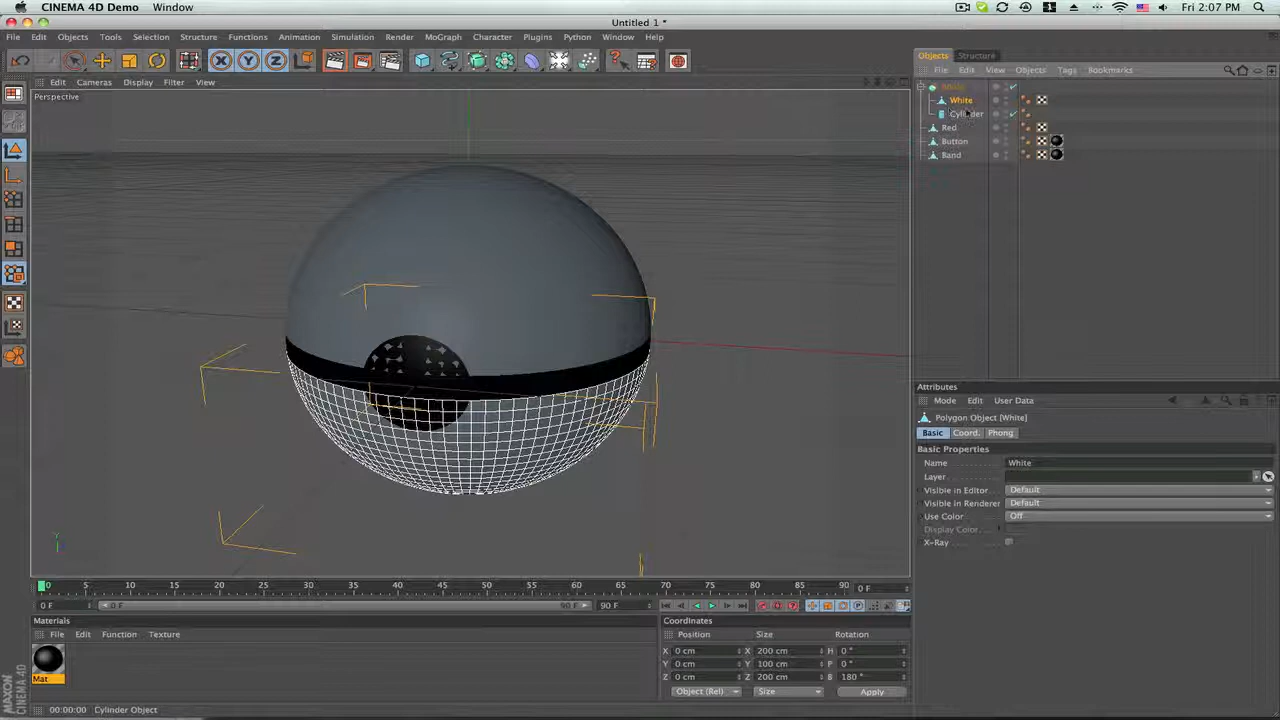 CINEMA 4D Demo Window
Fri 2:07 PM
Untitled 1 *
File Edit Objects Tools Selection Structure Functions Animation Simulation Render MoGraph Character Plugins Python Window Help
X Y Z
Objects Structure
Edit Cameras Display Filter View
File Edit View Objects Tags Bookmarks
Perspective
White
Cylinder
Red
Button
Band
Attributes
Mode Edit User Data
Polygon Object [White]
Basic Coord. Phong
Basic Properties
Name White
Layer
Visible in Editor Default
Visible in Renderer Default
Use Color Off
Display Color
X-Ray
Y
0 5 10 15 20 25 30 35 40 45 50 55 60 65 70 75 80 85 90 0 F
0 F 0 F 90 F 90 F
Materials
File Edit Function Texture
Mat
Coordinates
Position Size Rotation
X 0 cm X 200 cm H 0 °
Y 0 cm Y 100 cm P 0 °
Z 0 cm Z 200 cm B 180 °
Object (Rel) Size Apply
MAXON CINEMA 4D
00:00:00 Cylinder Object